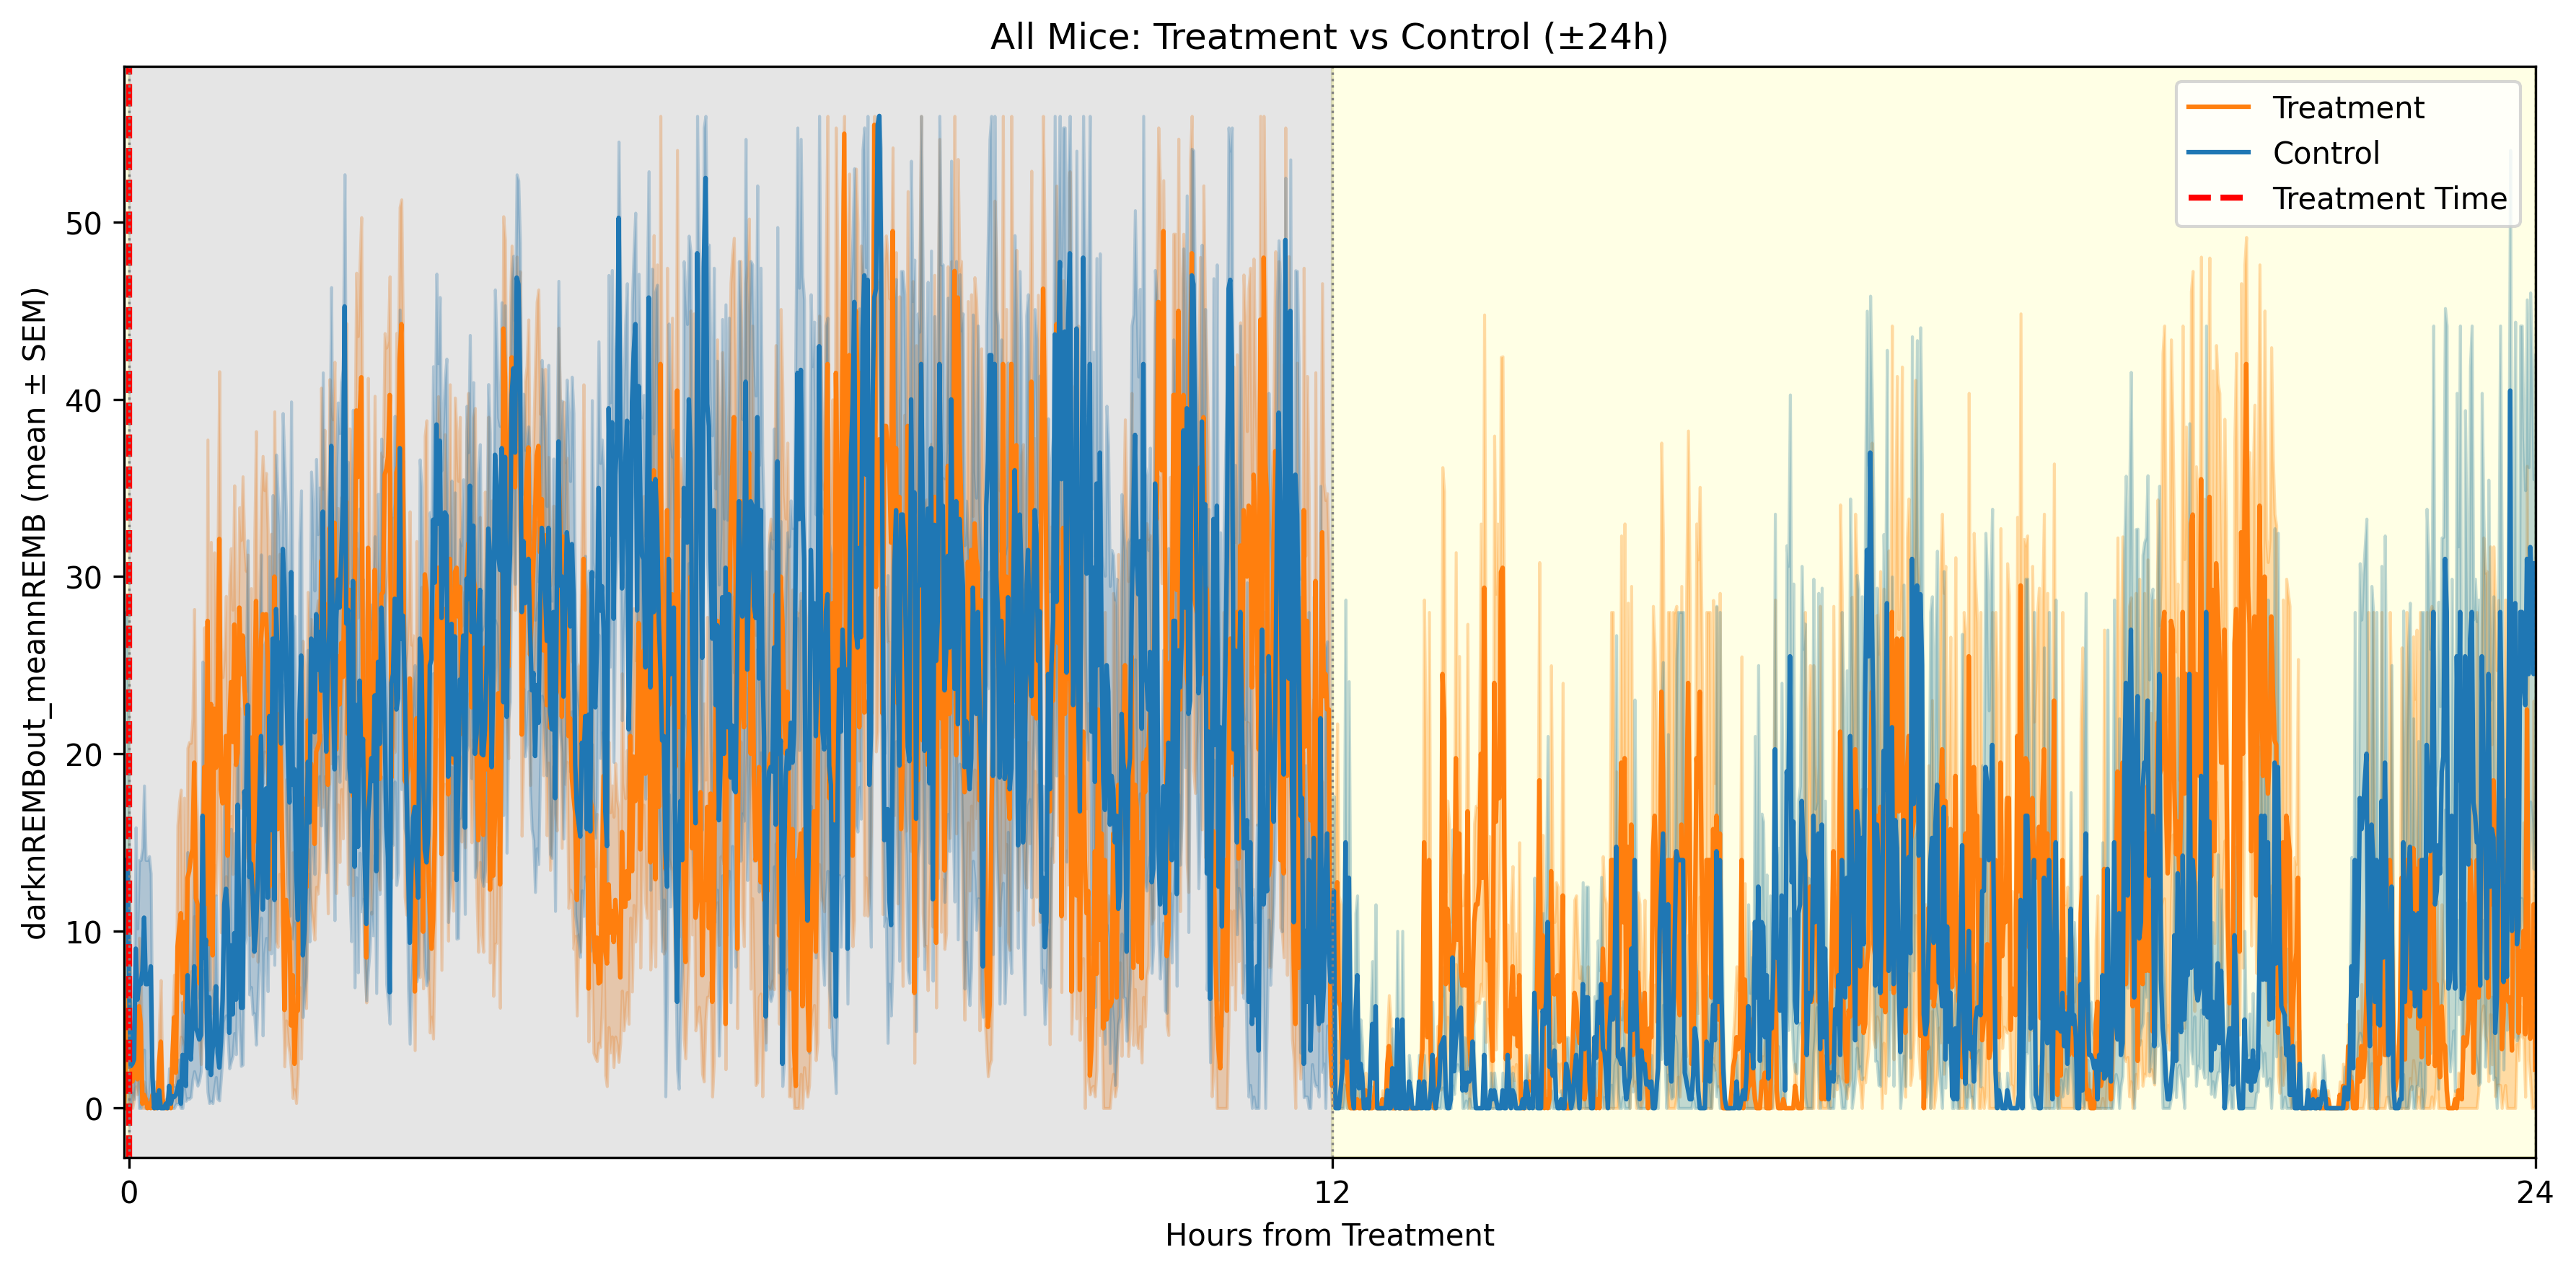 All Mice: Treatment vs Control (±24h)
Treatment
Control
Treatment Time
darknREMBout_meannREMB (mean ± SEM)
50
40
30
20
10
0
0
12
24
Hours from Treatment